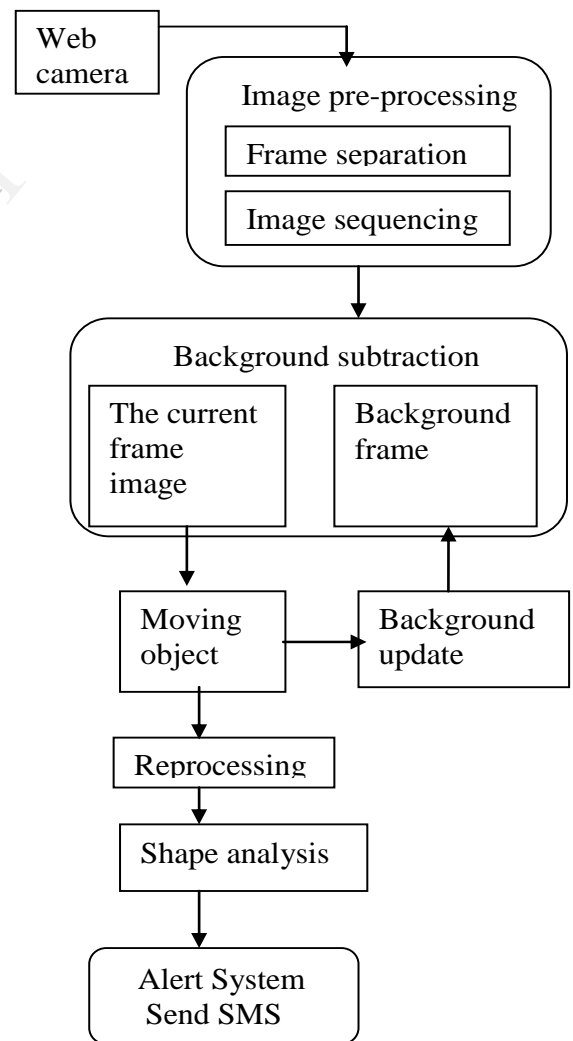 Web
camera
Image pre-processing
Frame separation
Image sequencing
Background subtraction
The current
frame
image
Background
frame
Moving
object
Background
update
Reprocessing
Shape analysis
Alert System
Send SMS